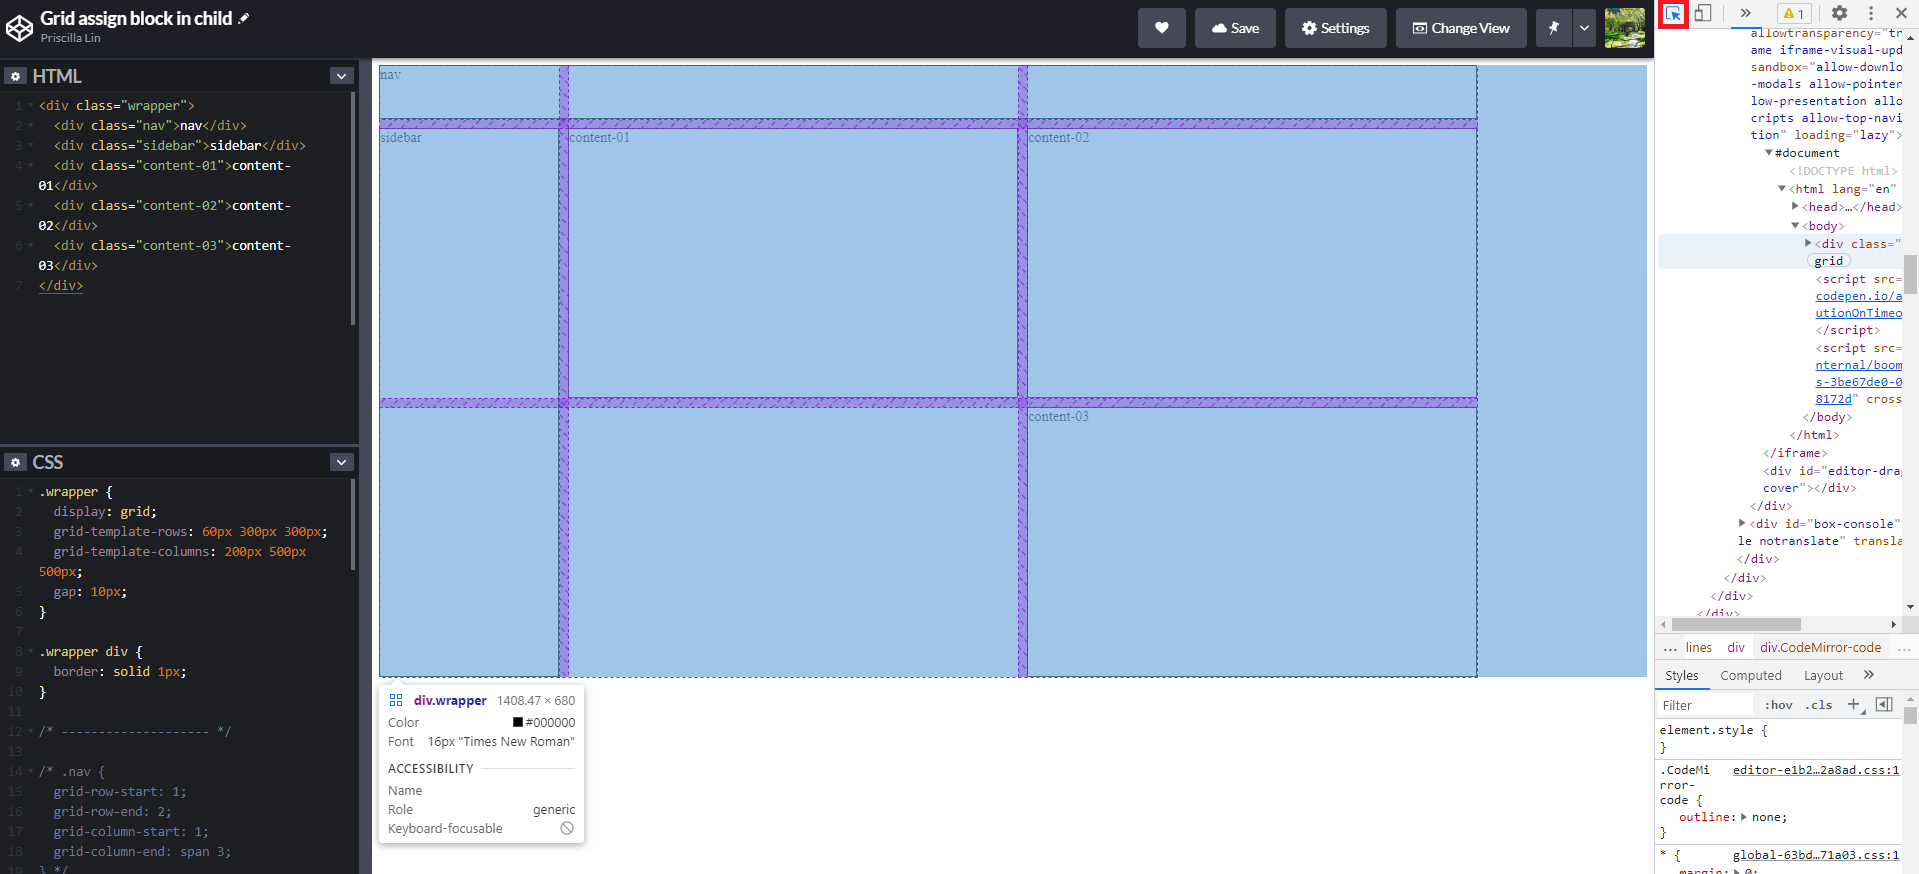 Grid assign block in child
Priscilla Lin
Save
Settings
Change View
HTML
1 <div class="wrapper">
2 <div class="nav">nav</div>
3 <div class="sidebar">sidebar</div>
4 <div class="content-01">content-
01</div>
5 <div class="content-02">content-
02</div>
6 <div class="content-03">content-
03</div>
7 </div>
CSS
1 .wrapper {
2 display: grid;
3 grid-template-rows: 60px 300px 300px;
4 grid-template-columns: 200px 500px
500px;
5 gap: 10px;
6 }
7
8 .wrapper div {
9 border: solid 1px;
10 }
11
12 /* -------------------- */
13
14 /* .nav {
15 grid-row-start: 1;
16 grid-row-end: 2;
17 grid-column-start: 1;
18 grid-column-end: span 3;
19 } */
nav
sidebar
content-01
content-02
content-03
div.wrapper 1408.47 × 680
Color #000000
Font 16px "Times New Roman"
ACCESSIBILITY
Name
Role generic
Keyboard-focusable
1
allowtransparency="tr
ame iframe-visual-upd
sandbox="allow-downlo
-modals allow-pointer
low-presentation allo
cripts allow-top-navi
tion" loading="lazy">
#document
<!DOCTYPE html>
<html lang="en"
<head>…</head>
<body>
<div class="
grid
<script src=
codepen.io/a
utionOnTimeo
</script>
<script src=
nternal/boom
s-3be67de0-0
8172d" cross
</body>
</html>
</iframe>
<div id="editor-dra
cover"></div>
</div>
<div id="box-console"
le notranslate" transla
</div>
</div>
</div>
</div>
... lines div div.CodeMirror-code ...
Styles Computed Layout
Filter :hov .cls
element.style {
}
.CodeMi editor-e1b2…2a8ad.css:1
rror-
code {
outline: none;
}
* { global-63bd…71a03.css:1
margin: 0;